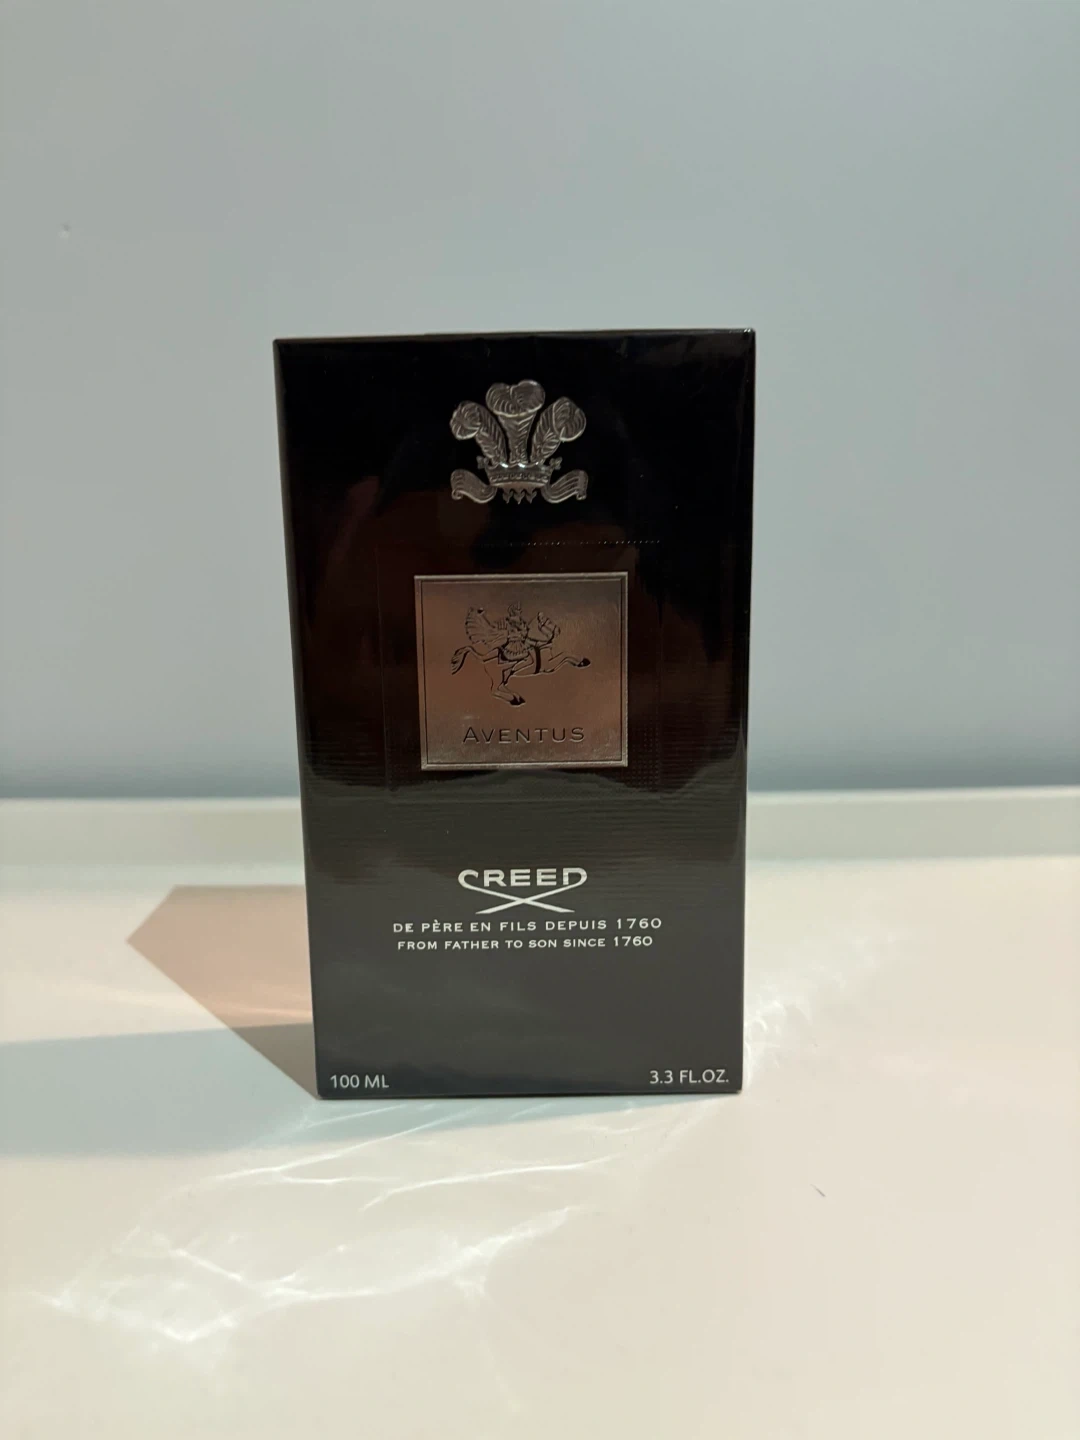 AVENTUS
CREED
DE PÈRE EN FILS DEPUIS 1760
FROM FATHER TO SON SINCE 1760
100 ML
3.3 FL.OZ.